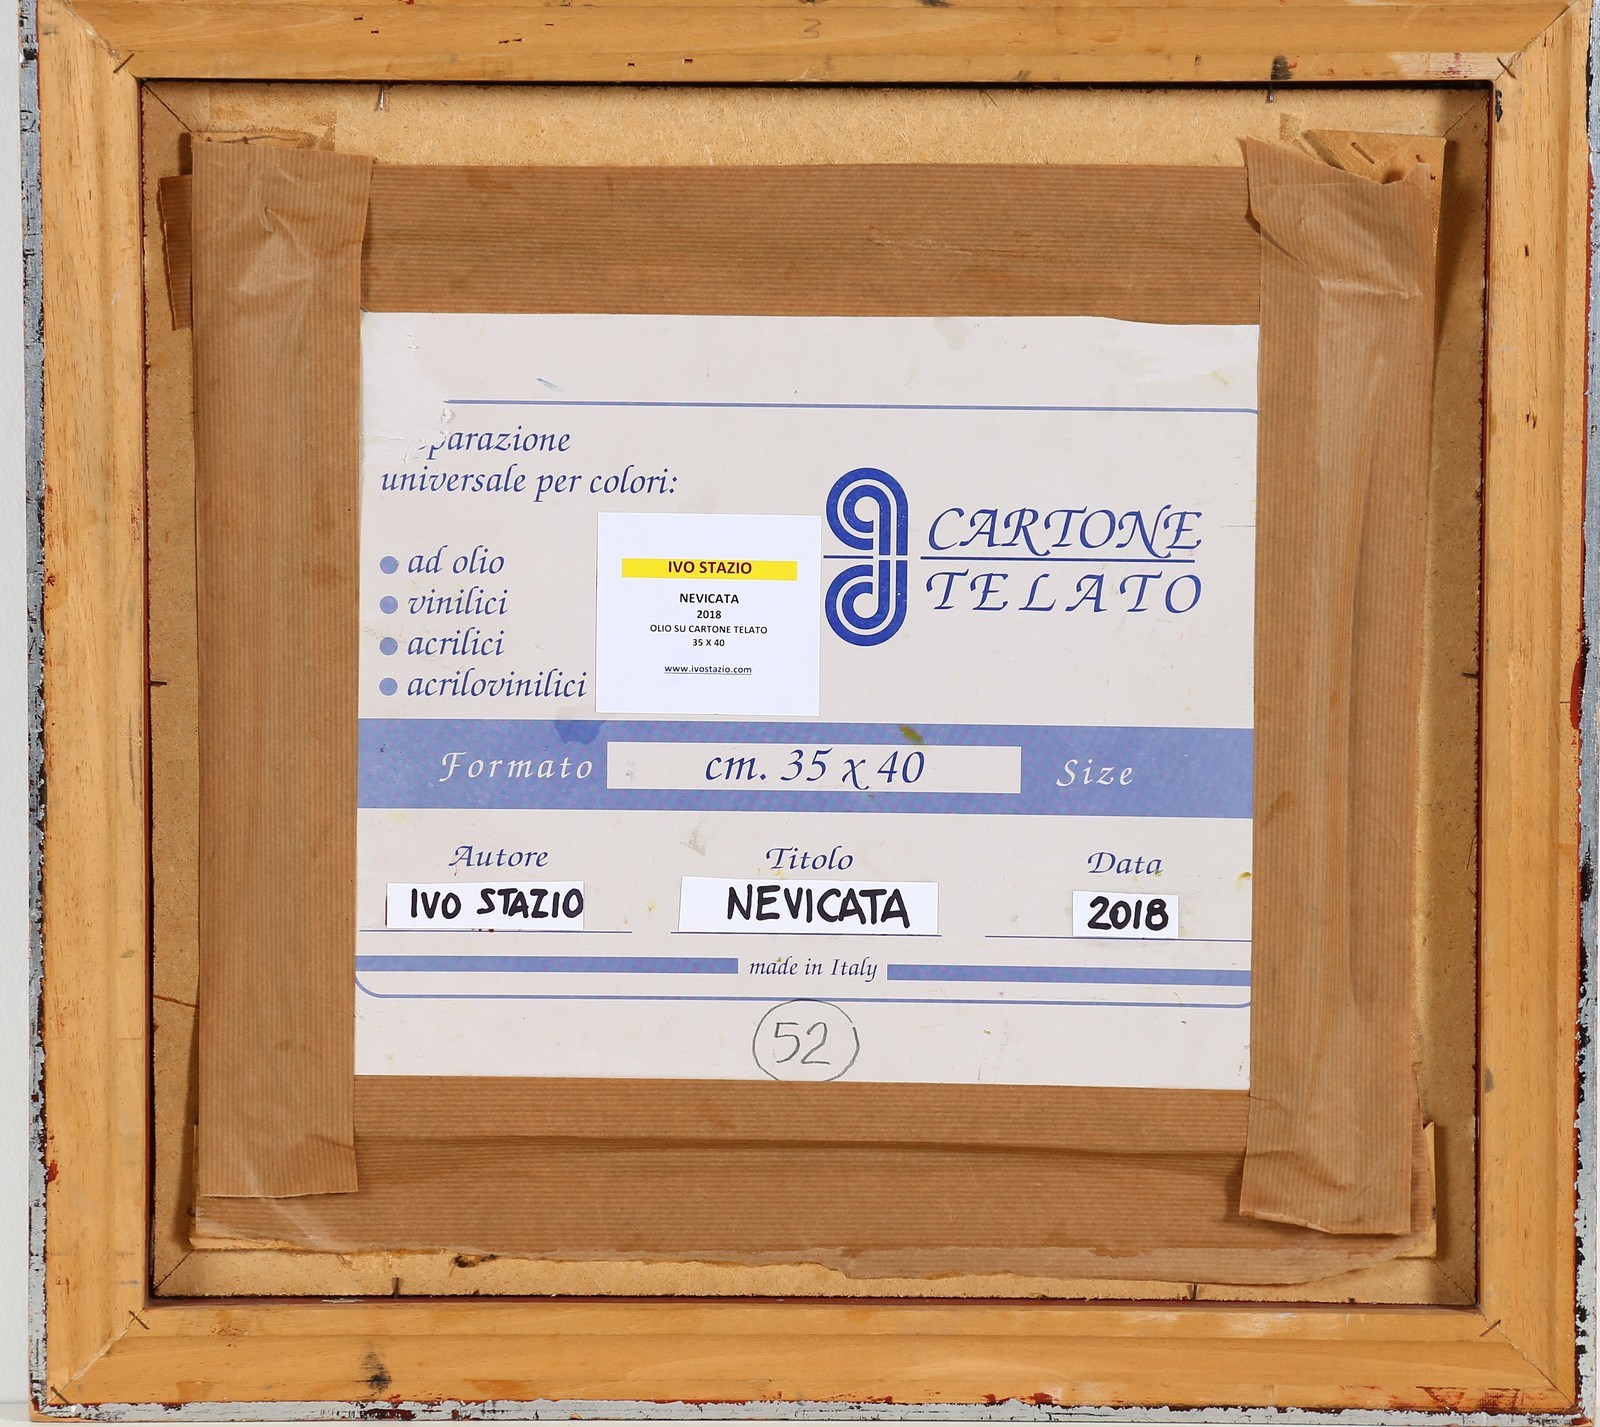 universale per colori:
ad olio
vinilici
acrilici
acrilovinilici
IVO STAZIO
NEVICATA
2018
OLIO SU CARTONE TELATO
35 X 40
www.ivostazio.com
CARTONE
TELATO
Formato
cm. 35 x 40
Size
Autore
Titolo
Data
IVO STAZIO
NEVICATA
2018
made in Italy
52
3